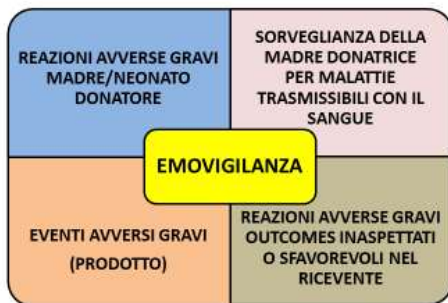 REAZIONI AVVERSE GRAVI
MADRE/NEONATO
DONATORE
SORVEGLIANZA DELLA
MADRE DONATRICE
PER MALATTIE
TRASMISSIBILI CON IL
SANGUE
EMOVIGILANZA
EVENTI AVVERSI GRAVI
(PRODOTTO)
REAZIONI AVVERSE GRAVI
OUTCOMES INASPETTATI
O SFAVOREVOLI NEL
RICEVENTE